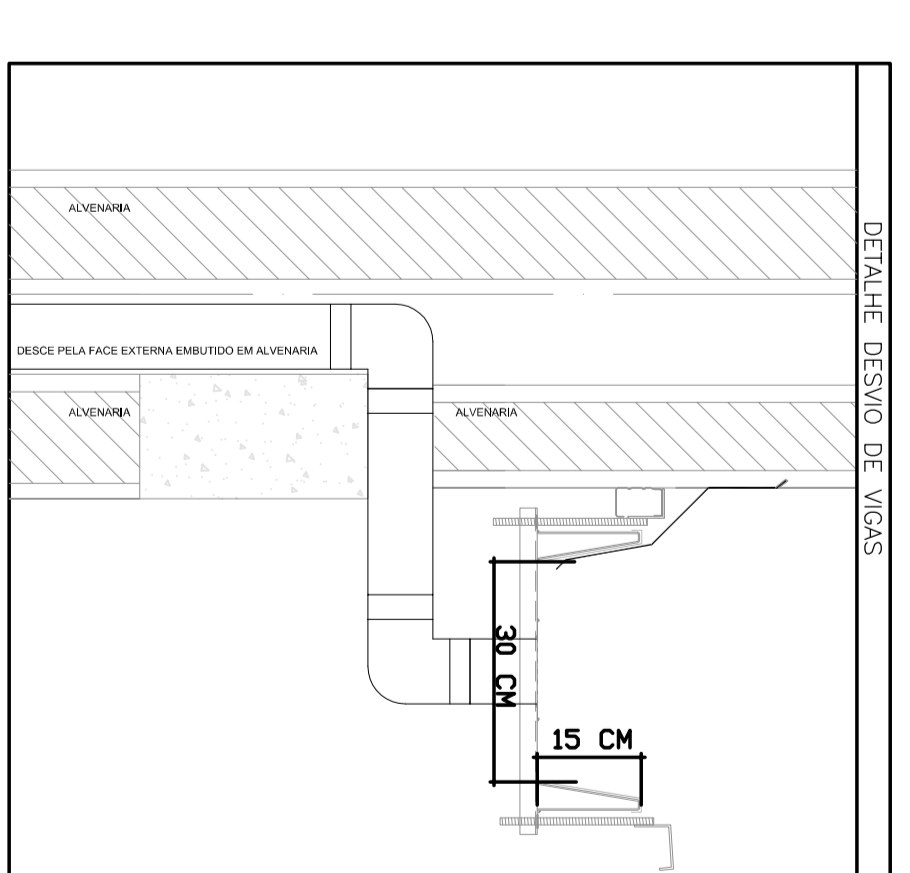 ALVENARIA
DESCE PELA FACE EXTERNA EMBUTIDO EM ALVENARIA
ALVENARIA
ALVENARIA
30 CM
15 CM
DETALHE DESVIO DE VIGAS